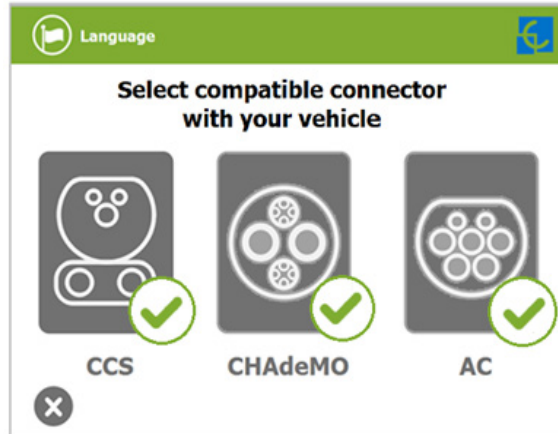 Language
Select compatible connector
with your vehicle
CCS
CHAdeMO
AC